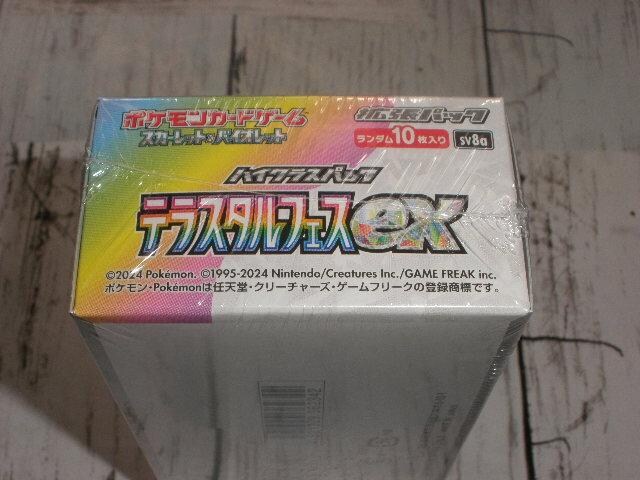 ポケモンカードゲーム
スカーレット&バイオレット
拡張パック
ランダム10枚入り sv8a
ハイクラスパック
テラスタルフェスex
©2024 Pokémon. ©1995-2024 Nintendo/Creatures Inc./GAME FREAK inc.
ポケモン・Pokémonは任天堂・クリーチャーズ・ゲームフリークの登録商標です。